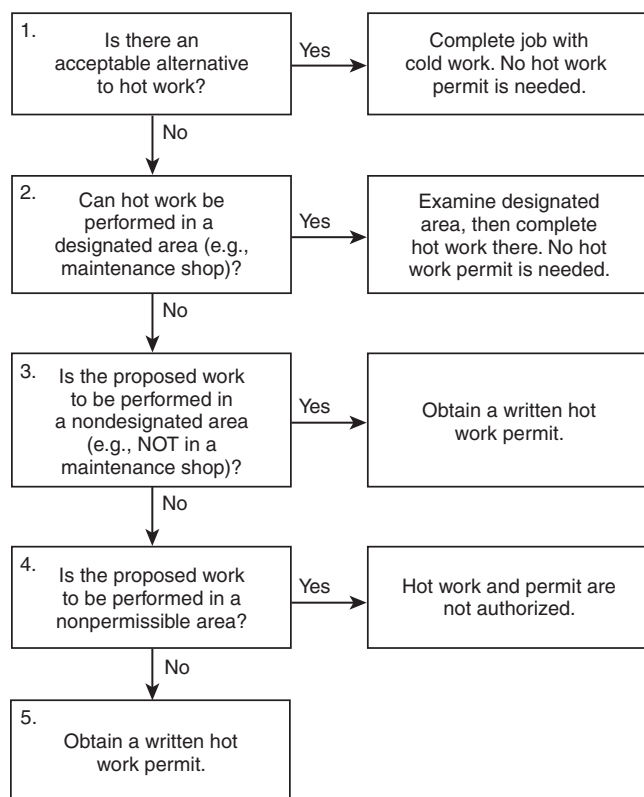 1.
Is there an
acceptable alternative
to hot work?
Yes
Complete job with
cold work. No hot work
permit is needed.
No
2.
Can hot work be
performed in a
designated area (e.g.,
maintenance shop)?
Yes
Examine designated
area, then complete
hot work there. No hot
work permit is needed.
No
3.
Is the proposed work
to be performed in
a nondesignated area
(e.g., NOT in a
maintenance shop)?
Yes
Obtain a written hot
work permit.
No
4.
Is the proposed work
to be performed in a
nonpermissible area?
Yes
Hot work and permit are
not authorized.
No
5.
Obtain a written hot
work permit.